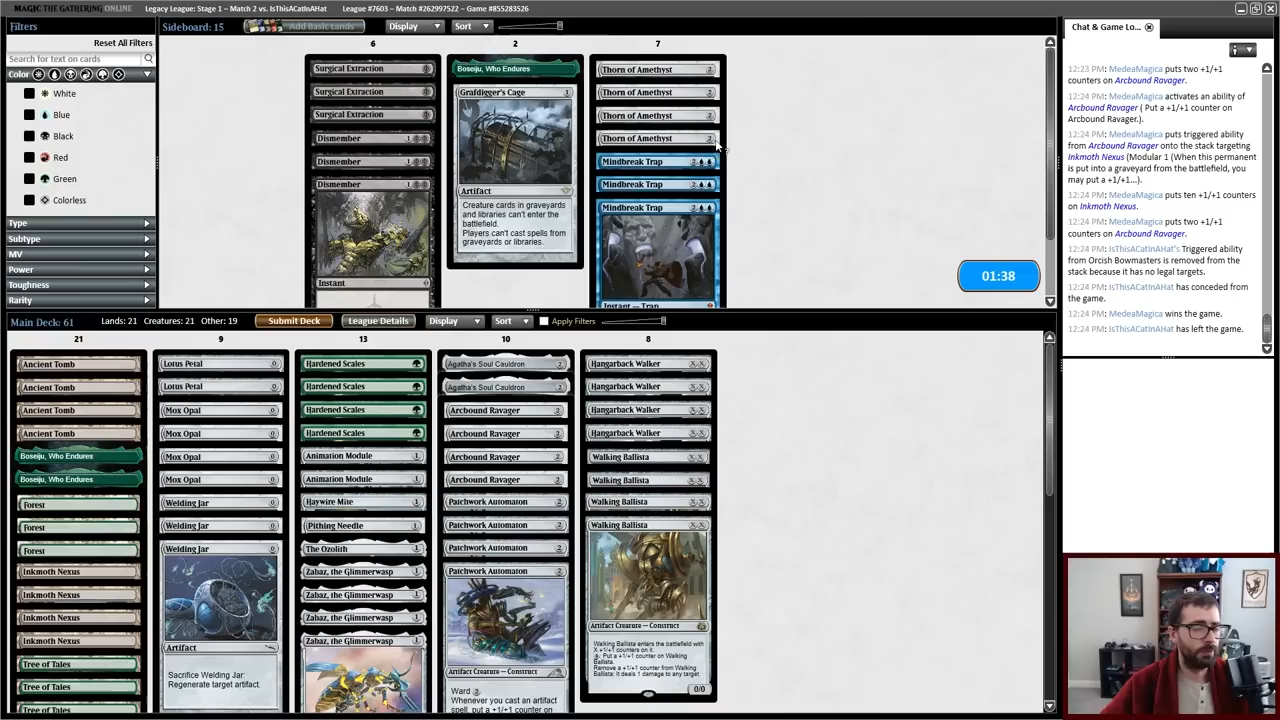 MAGIC THE GATHERING ONLINE
Legacy League: Stage 1 – Match 2 vs. IsThisACatInAHat
League #7603 – Match #262997522 – Game #855283526
Filters
Reset All Filters
Search for text on cards
Color
White
Blue
Black
Red
Green
Colorless
Type
Subtype
MV
Power
Toughness
Rarity
Sideboard: 15
Add Basic lands
Display
Sort
6
2
7
Surgical Extraction
Surgical Extraction
Surgical Extraction
Dismember
Dismember
Dismember
Instant
Boseiju, Who Endures
Grafdigger's Cage
1
Artifact
Creature cards in graveyards
and libraries can't enter the
battlefield.
Players can't cast spells from
graveyards or libraries.
Thorn of Amethyst
Thorn of Amethyst
Thorn of Amethyst
Thorn of Amethyst
Mindbreak Trap
Mindbreak Trap
Mindbreak Trap
Instant — Trap
01:38
Main Deck: 61
Lands: 21
Creatures: 21
Other: 19
Submit Deck
League Details
Display
Sort
Apply Filters
21
9
13
10
8
Ancient Tomb
Ancient Tomb
Ancient Tomb
Ancient Tomb
Boseiju, Who Endures
Boseiju, Who Endures
Forest
Forest
Forest
Inkmoth Nexus
Inkmoth Nexus
Inkmoth Nexus
Inkmoth Nexus
Tree of Tales
Tree of Tales
Tree of Tales
Lotus Petal
Lotus Petal
Mox Opal
Mox Opal
Mox Opal
Mox Opal
Welding Jar
Welding Jar
Welding Jar
Artifact
Sacrifice Welding Jar:
Regenerate target artifact.
Hardened Scales
Hardened Scales
Hardened Scales
Hardened Scales
Animation Module
Animation Module
Haywire Mite
Pithing Needle
The Ozolith
Zabaz, the Glimmerwasp
Zabaz, the Glimmerwasp
Zabaz, the Glimmerwasp
Zabaz, the Glimmerwasp
Agatha's Soul Cauldron
Agatha's Soul Cauldron
Arcbound Ravager
Arcbound Ravager
Arcbound Ravager
Arcbound Ravager
Patchwork Automaton
Patchwork Automaton
Patchwork Automaton
Patchwork Automaton
Artifact Creature — Construct
Ward 2
Whenever you cast an artifact
spell, put a +1/+1 counter on
Hangarback Walker
Hangarback Walker
Hangarback Walker
Hangarback Walker
Walking Ballista
Walking Ballista
Walking Ballista
Walking Ballista
Artifact Creature — Construct
Walking Ballista enters the battlefield with
X +1/+1 counters on it.
4: Put a +1/+1 counter on Walking
Ballista.
Remove a +1/+1 counter from Walking
Ballista: It deals 1 damage to any target.
0/0
Chat & Game Lo...
12:23 PM: MedeaMagica puts two +1/+1
counters on Arcbound Ravager.
12:24 PM: MedeaMagica activates an ability of
Arcbound Ravager ( Put a +1/+1 counter on
Arcbound Ravager.).
12:24 PM: MedeaMagica puts triggered ability
from Arcbound Ravager onto the stack targeting
Inkmoth Nexus (Modular 1 (When this permanent
is put into a graveyard from the battlefield, you
may put a +1/+1...).
12:24 PM: MedeaMagica puts ten +1/+1 counters
on Inkmoth Nexus.
12:24 PM: MedeaMagica puts two +1/+1
counters on Arcbound Ravager.
12:24 PM: IsThisACatInAHat's Triggered ability
from Orcish Bowmasters is removed from the
stack because it has no legal targets.
12:24 PM: IsThisACatInAHat has conceded from
the game.
12:24 PM: MedeaMagica wins the game.
12:24 PM: IsThisACatInAHat has left the game.